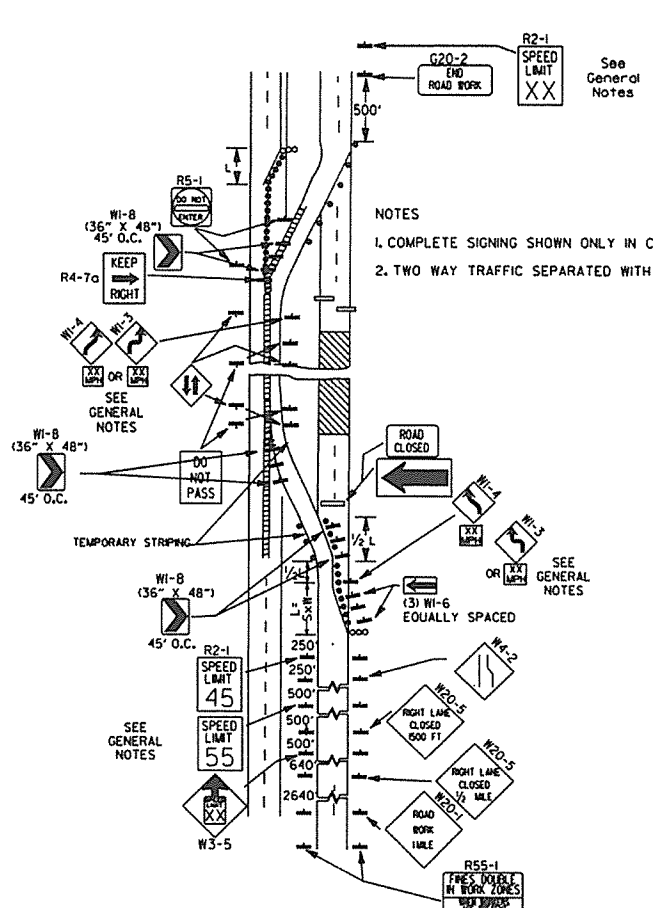 R2-1
SPEED
LIMIT
XX
See
General
Notes
G20-2
END
ROAD WORK
500'
L
R5-1
DO NOT
ENTER
W1-8
(36" X 48")
45' O.C.
R4-7a
KEEP
RIGHT
NOTES
1. COMPLETE SIGNING SHOWN ONLY IN C
2. TWO WAY TRAFFIC SEPARATED WITH
W1-4
W1-3
XX
MPH
OR
XX
MPH
SEE
GENERAL
NOTES
W1-8
(36" X 48")
45' O.C.
DO
NOT
PASS
ROAD
CLOSED
W1-4
XX
MPH
W1-3
OR
XX
MPH
SEE
GENERAL
NOTES
TEMPORARY STRIPING
1/2 L
1/2 L
L=
SxW
W1-8
(36" X 48")
45' O.C.
(3) W1-6
EQUALLY SPACED
R2-1
SPEED
LIMIT
45
250'
250'
500'
500'
500'
640'
2640'
W4-2
SEE
GENERAL
NOTES
SPEED
LIMIT
55
W20-5
RIGHT LANE
CLOSED
1500 FT
W20-5
RIGHT LANE
CLOSED
1/2 MILE
XX
W3-5
W20-1
ROAD
WORK
1 MILE
R55-1
FINES DOUBLE
IN WORK ZONES